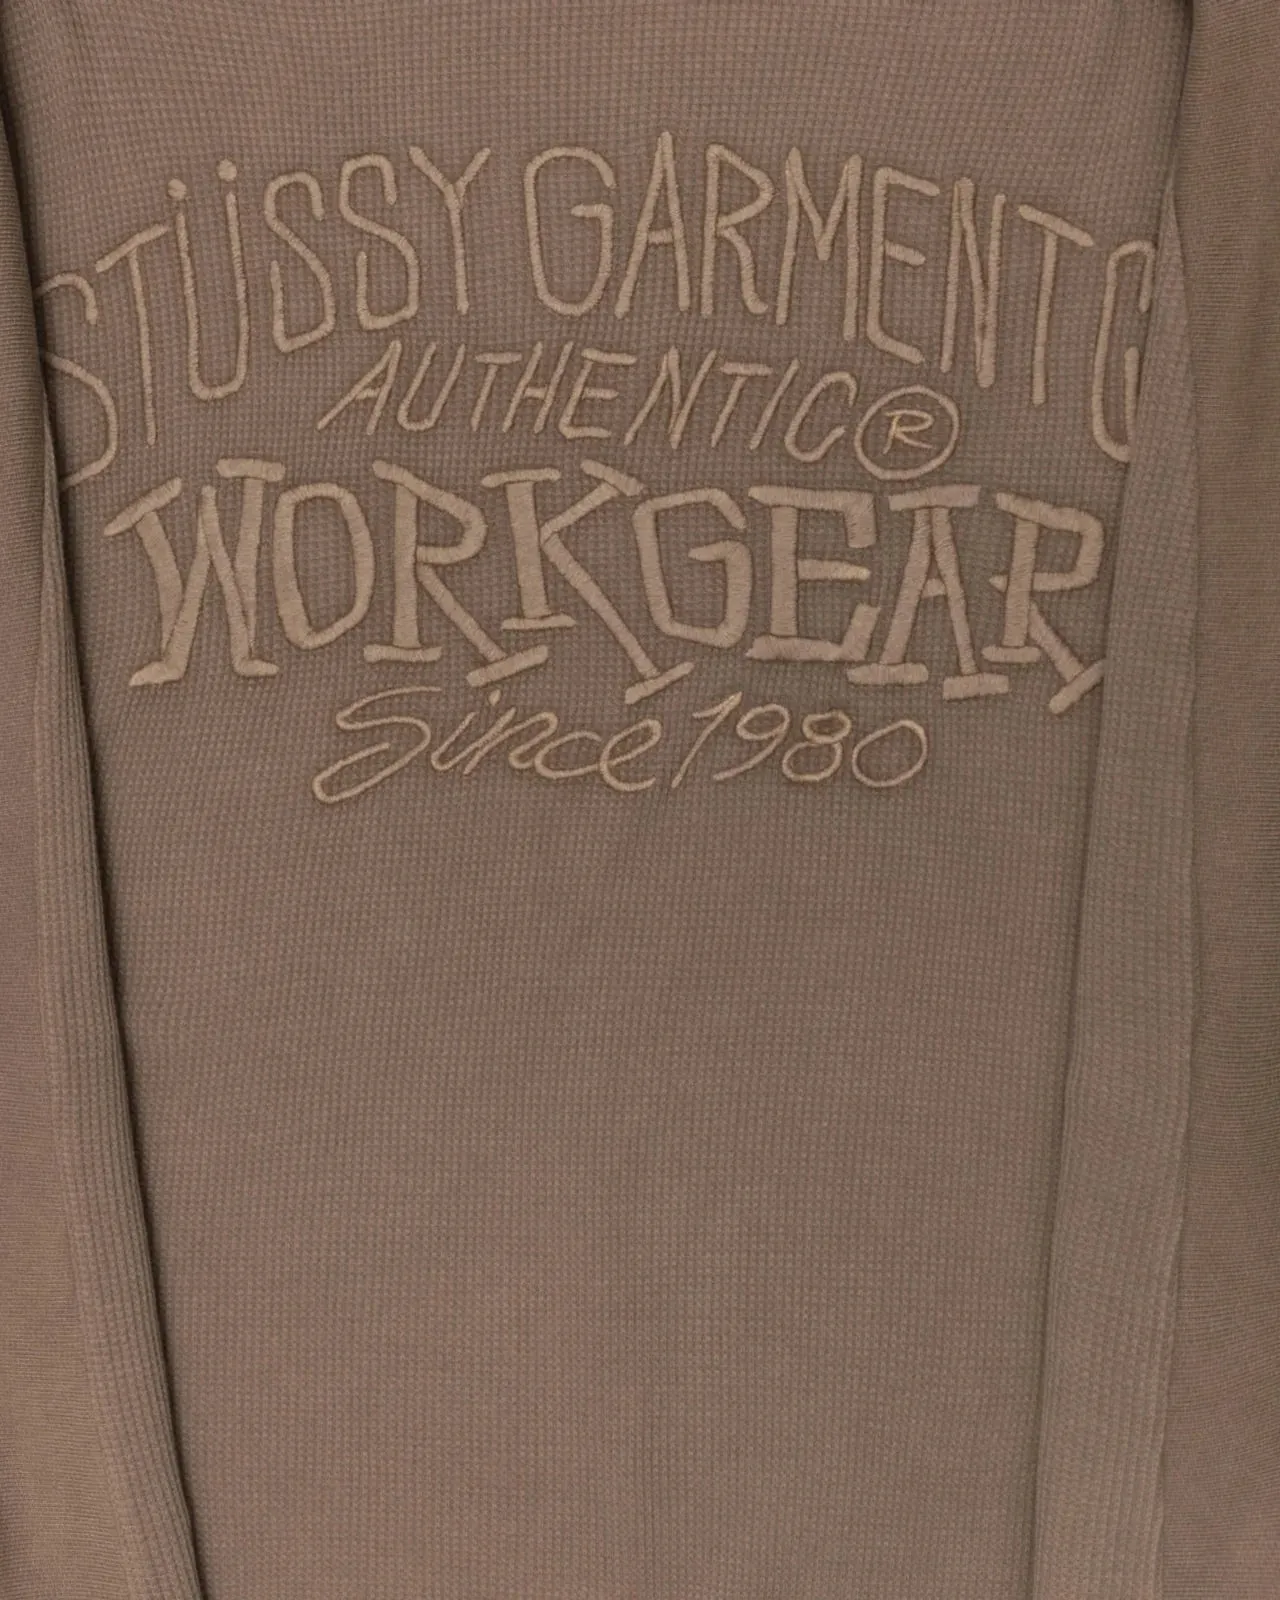 STÜSSY GARMENT C
AUTHENTIC®
WORKGEAR
Since 1980